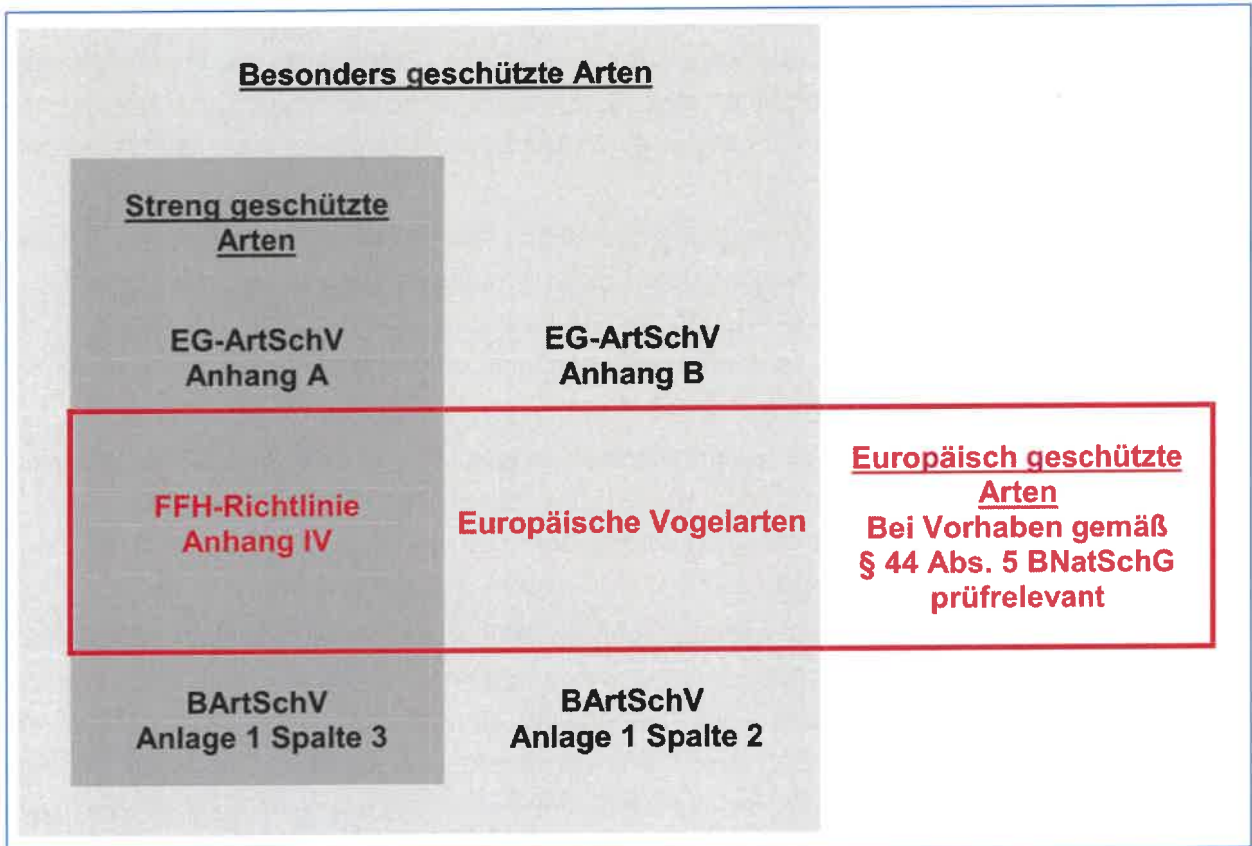 Besonders geschützte Arten
Streng geschützte
Arten
EG-ArtSchV
Anhang A
EG-ArtSchV
Anhang B
FFH-Richtlinie
Anhang IV
Europäische Vogelarten
Europäisch geschützte
Arten
Bei Vorhaben gemäß
§ 44 Abs. 5 BNatSchG
prüfrelevant
BArtSchV
Anlage 1 Spalte 3
BArtSchV
Anlage 1 Spalte 2